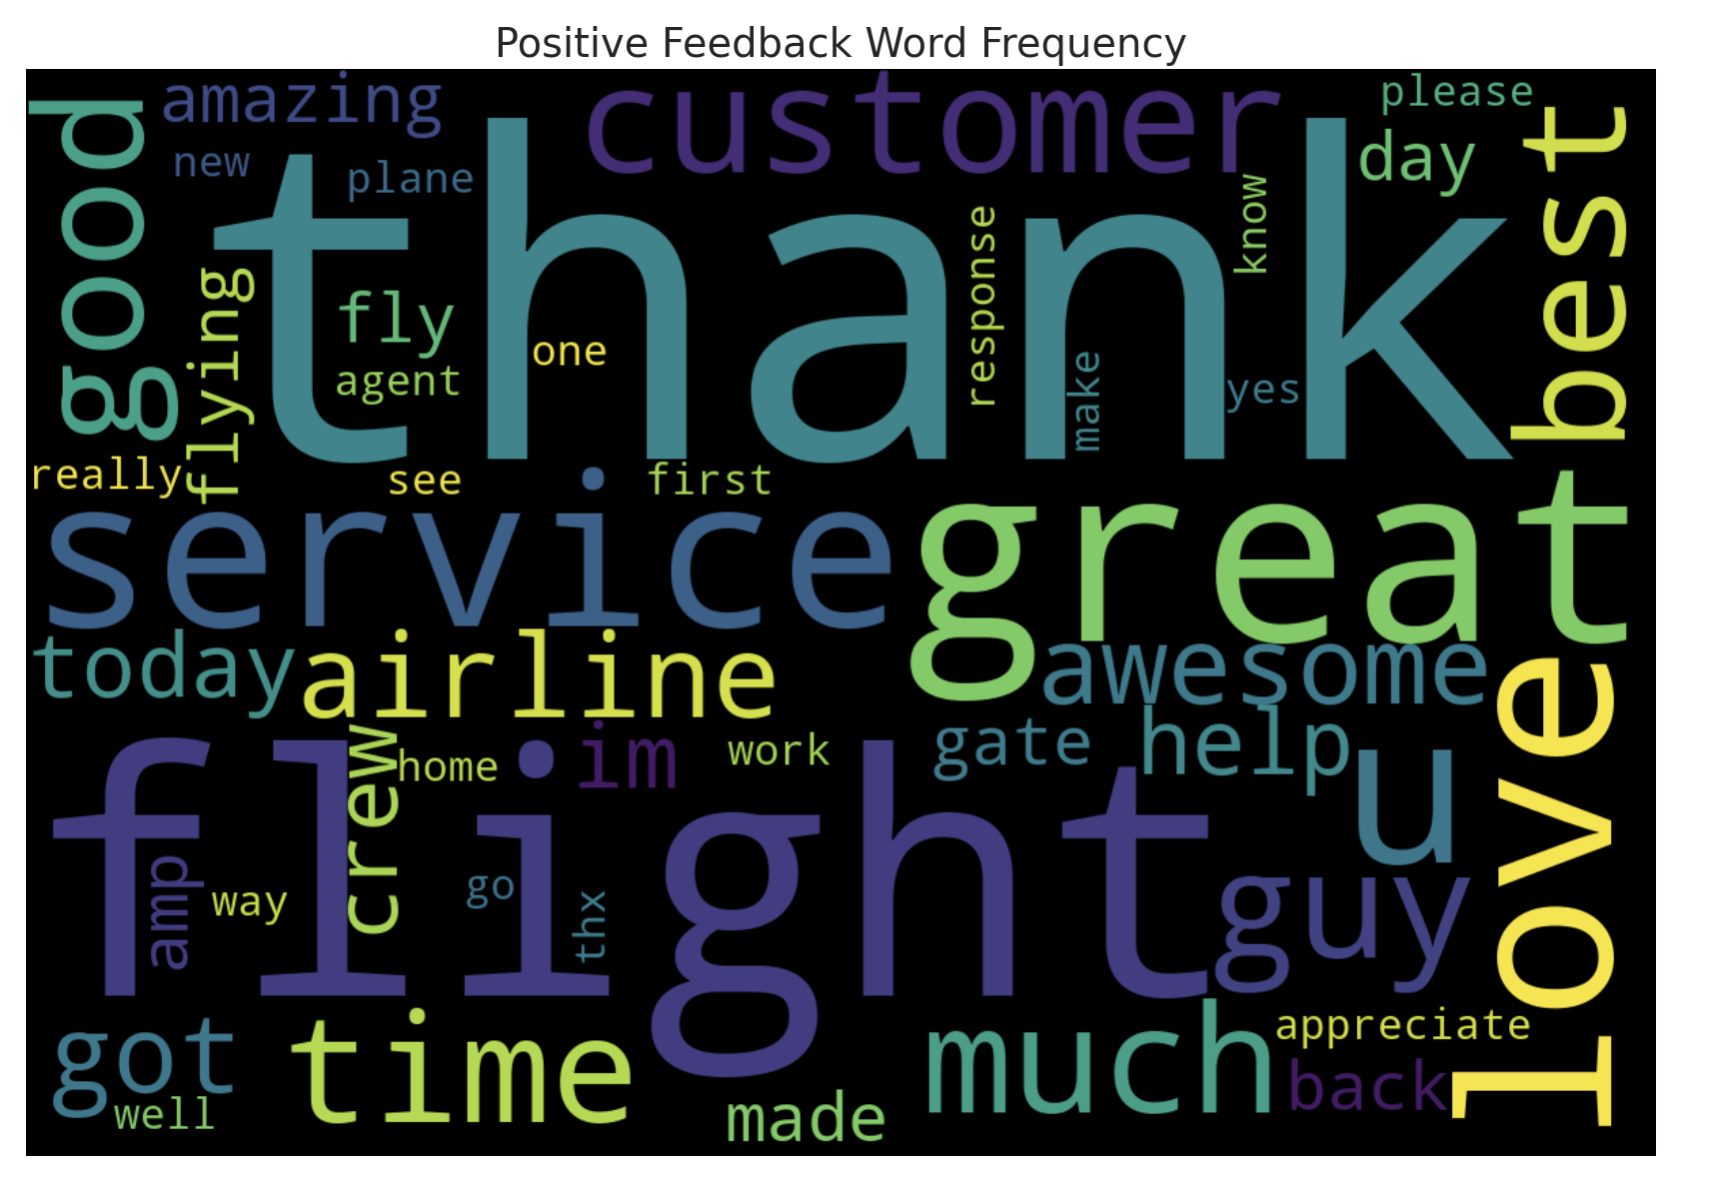 Positive Feedback Word Frequency
good
amazing
customer
please
new
plane
day
best
thank
know
flying
fly
response
one
agent
make
yes
really
see
first
service
great
today
airline
awesome
love
crew
home
im
work
gate
help
u
flight
amp
way
go
thx
guy
got
time
much
appreciate
back
well
made